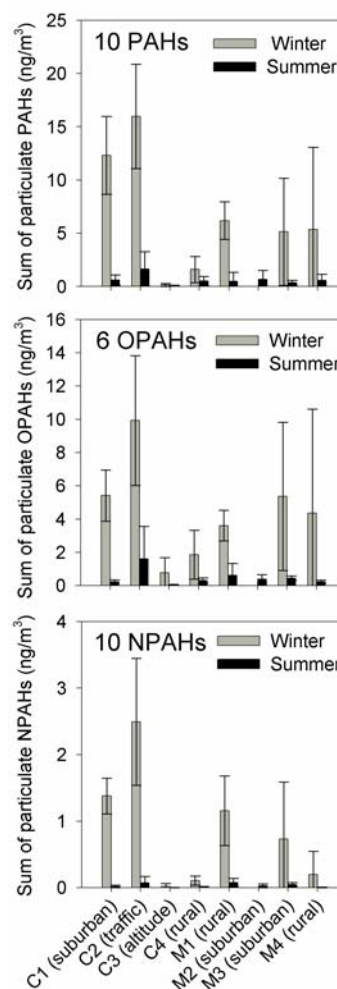 Sum of particulate PAHs (ng/m³)
25
20
15
10
5
0
10 PAHs
Winter
Summer
Sum of particulate OPAHs (ng/m³)
16
14
12
10
8
6
4
2
0
6 OPAHs
Winter
Summer
Sum of particulate NPAHs (ng/m³)
4
3
2
1
0
10 NPAHs
Winter
Summer
C1 (suburban)
C2 (traffic)
C3 (altitude)
C4 (rural)
M1 (rural)
M2 (suburban)
M3 (suburban)
M4 (rural)